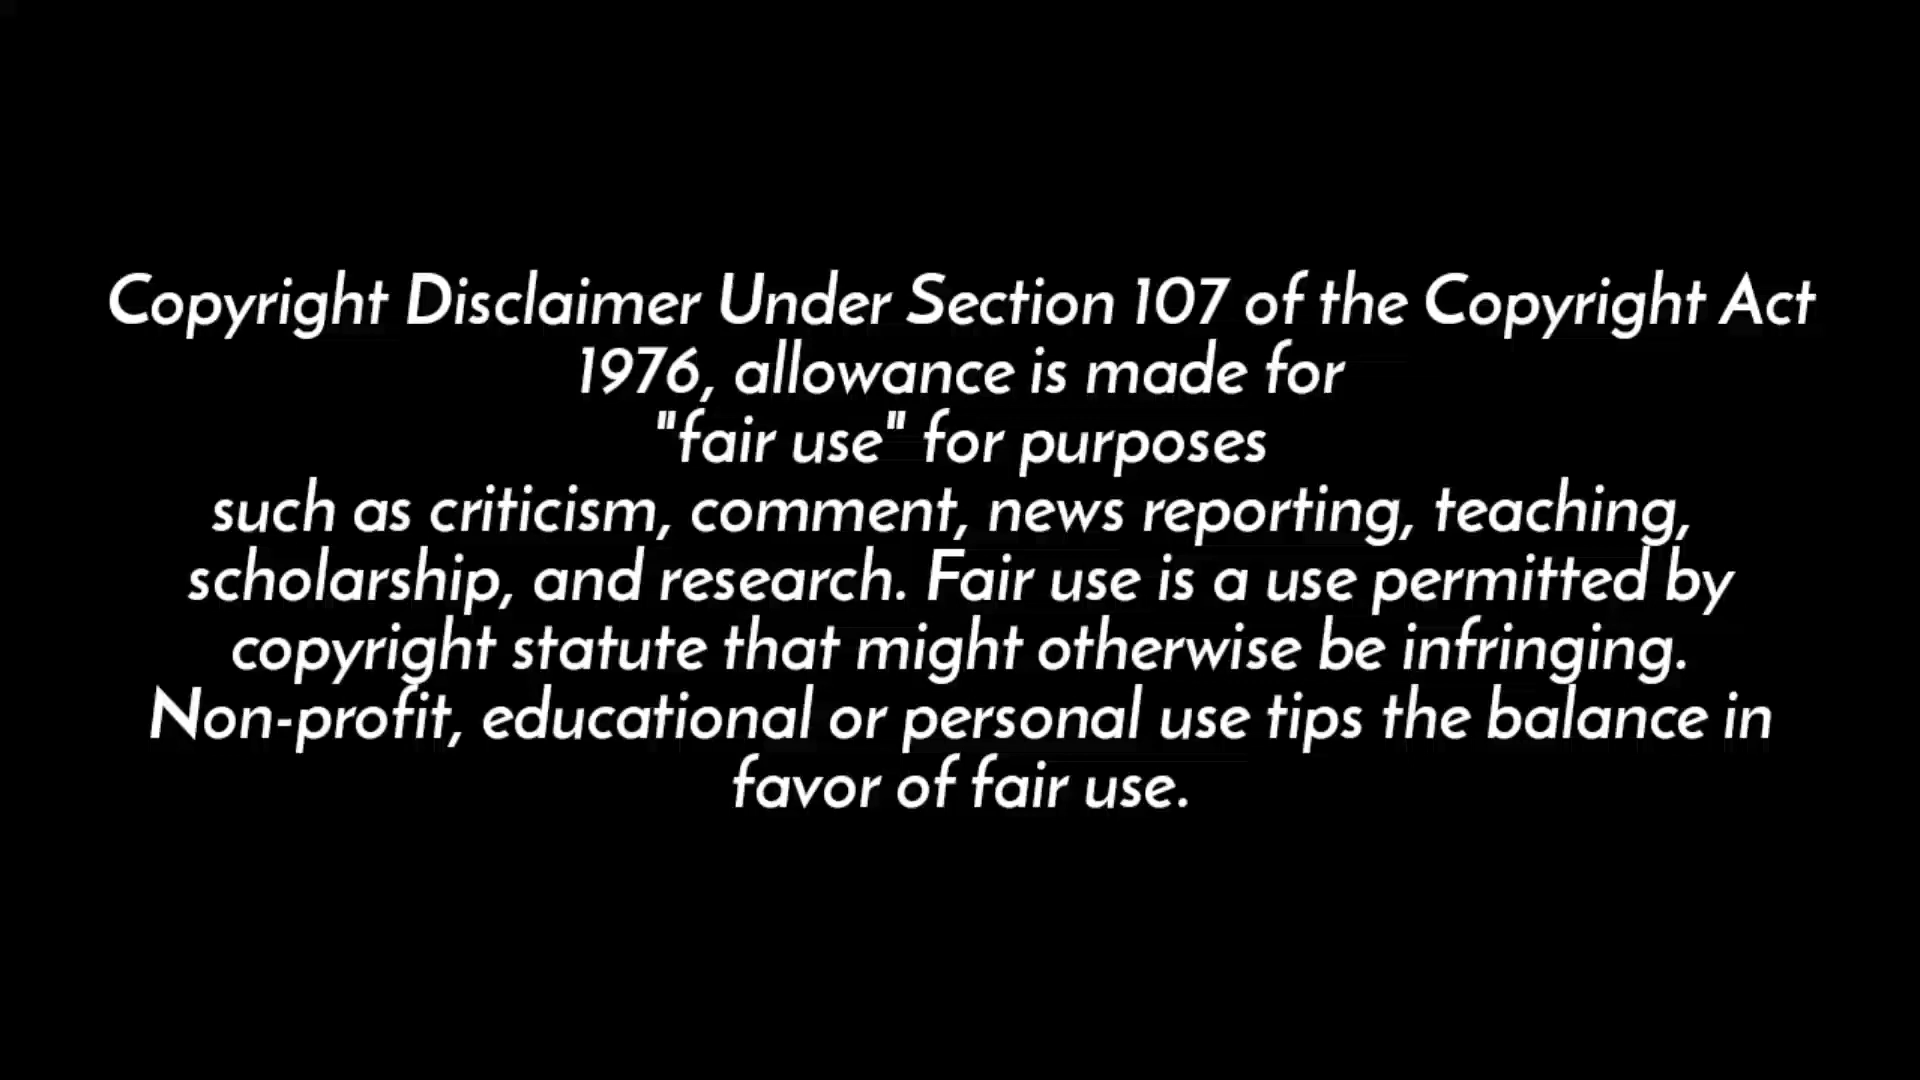 Copyright Disclaimer Under Section 107 of the Copyright Act
1976, allowance is made for
"fair use" for purposes
such as criticism, comment, news reporting, teaching,
scholarship, and research. Fair use is a use permitted by
copyright statute that might otherwise be infringing.
Non-profit, educational or personal use tips the balance in
favor of fair use.